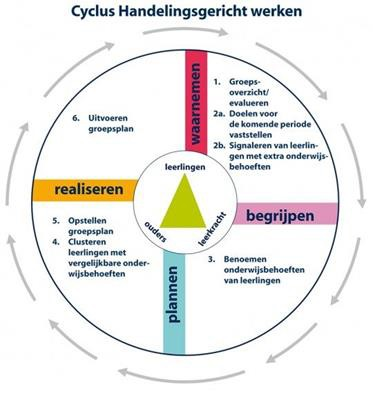 Cyclus Handelingsgericht werken
waarnemen
1. Groeps-
overzicht/
evalueren
2a. Doelen voor
de komende periode
vaststellen
2b. Signaleren van leerlin-
gen met extra onderwijs-
behoeften
begrijpen
3. Benoemen
onderwijsbehoeften
van leerlingen
plannen
5. Opstellen
groepsplan
4. Clusteren
leerlingen met
vergelijkbare onder-
wijsbehoeften
realiseren
6. Uitvoeren
groepsplan
leerlingen
ouders
leerkracht